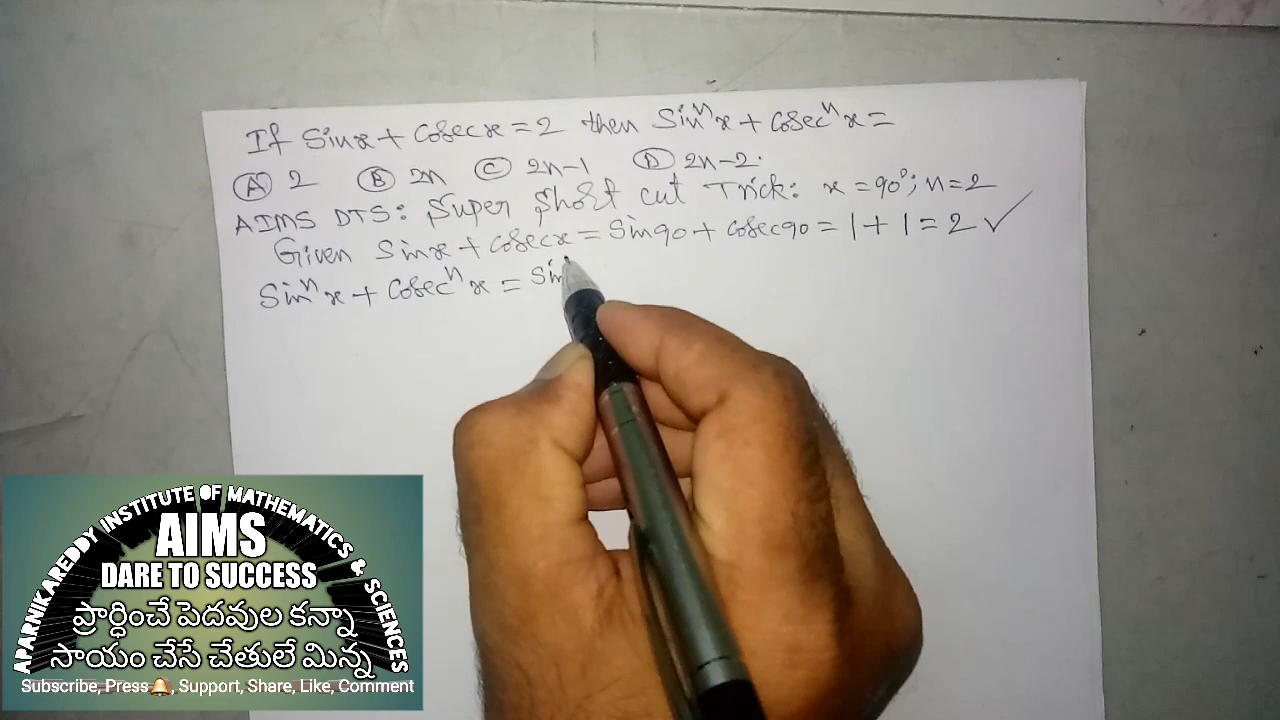 If Sinx + Cosecx = 2 then Sinⁿx + Cosecⁿx =
Ⓐ 2 Ⓑ 2n Ⓒ 2n-1 Ⓓ 2n-2.
AIMS DTS: Super Short cut Trick: x = 90°; n = 2
Given Sinx + Cosecx = Sin90 + Cosec90 = 1 + 1 = 2 ✓
Sinⁿx + Cosecⁿx = Sin
APARNIKAREDDY INSTITUTE OF MATHEMATICS & SCIENCES
AIMS
DARE TO SUCCESS
ప్రార్ధించే పెదవుల కన్నా
సాయం చేసే చేతులే మిన్న
Subscribe, Press🔔, Support, Share, Like, Comment